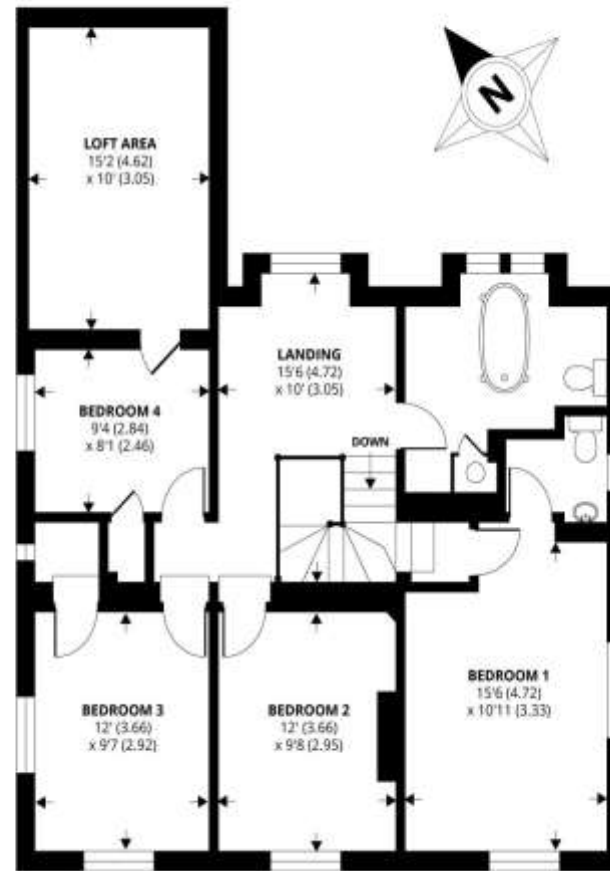 LOFT AREA
15'2 (4.62)
x 10' (3.05)
N
LANDING
15'6 (4.72)
x 10' (3.05)
DOWN
BEDROOM 4
9'4 (2.84)
x 8'1 (2.46)
BEDROOM 3
12' (3.66)
x 9'7 (2.92)
BEDROOM 2
12' (3.66)
x 9'8 (2.95)
BEDROOM 1
15'6 (4.72)
x 10'11 (3.33)